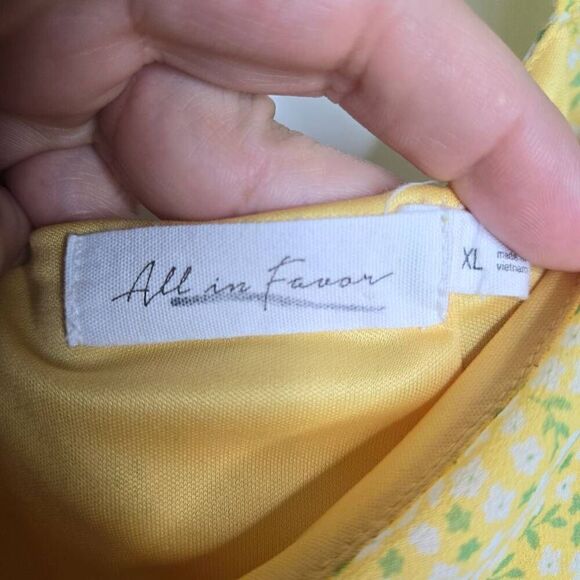 All in Favor
XL
made in
vietnam